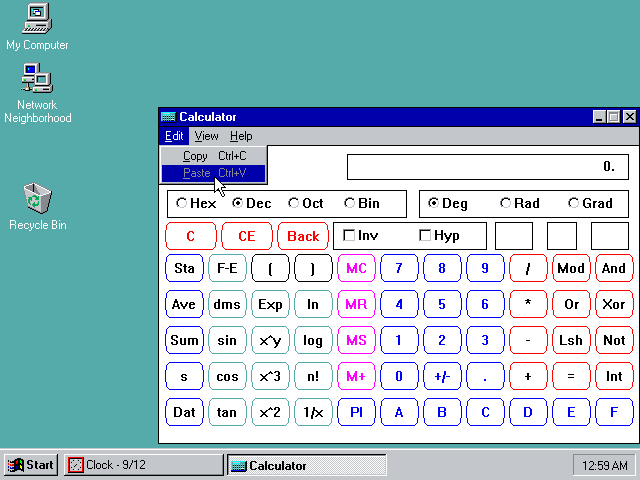 My Computer
Network
Neighborhood
Recycle Bin
Calculator
Edit View Help
Copy Ctrl+C
Paste Ctrl+V
0.
Hex Dec Oct Bin Deg Rad Grad
C CE Back Inv Hyp
Sta F-E ( ) MC 7 8 9 / Mod And
Ave dms Exp ln MR 4 5 6 * Or Xor
Sum sin x^y log MS 1 2 3 - Lsh Not
s cos x^3 n! M+ 0 +/- . + = Int
Dat tan x^2 1/x PI A B C D E F
Start Clock - 9/12 Calculator 12:59 AM